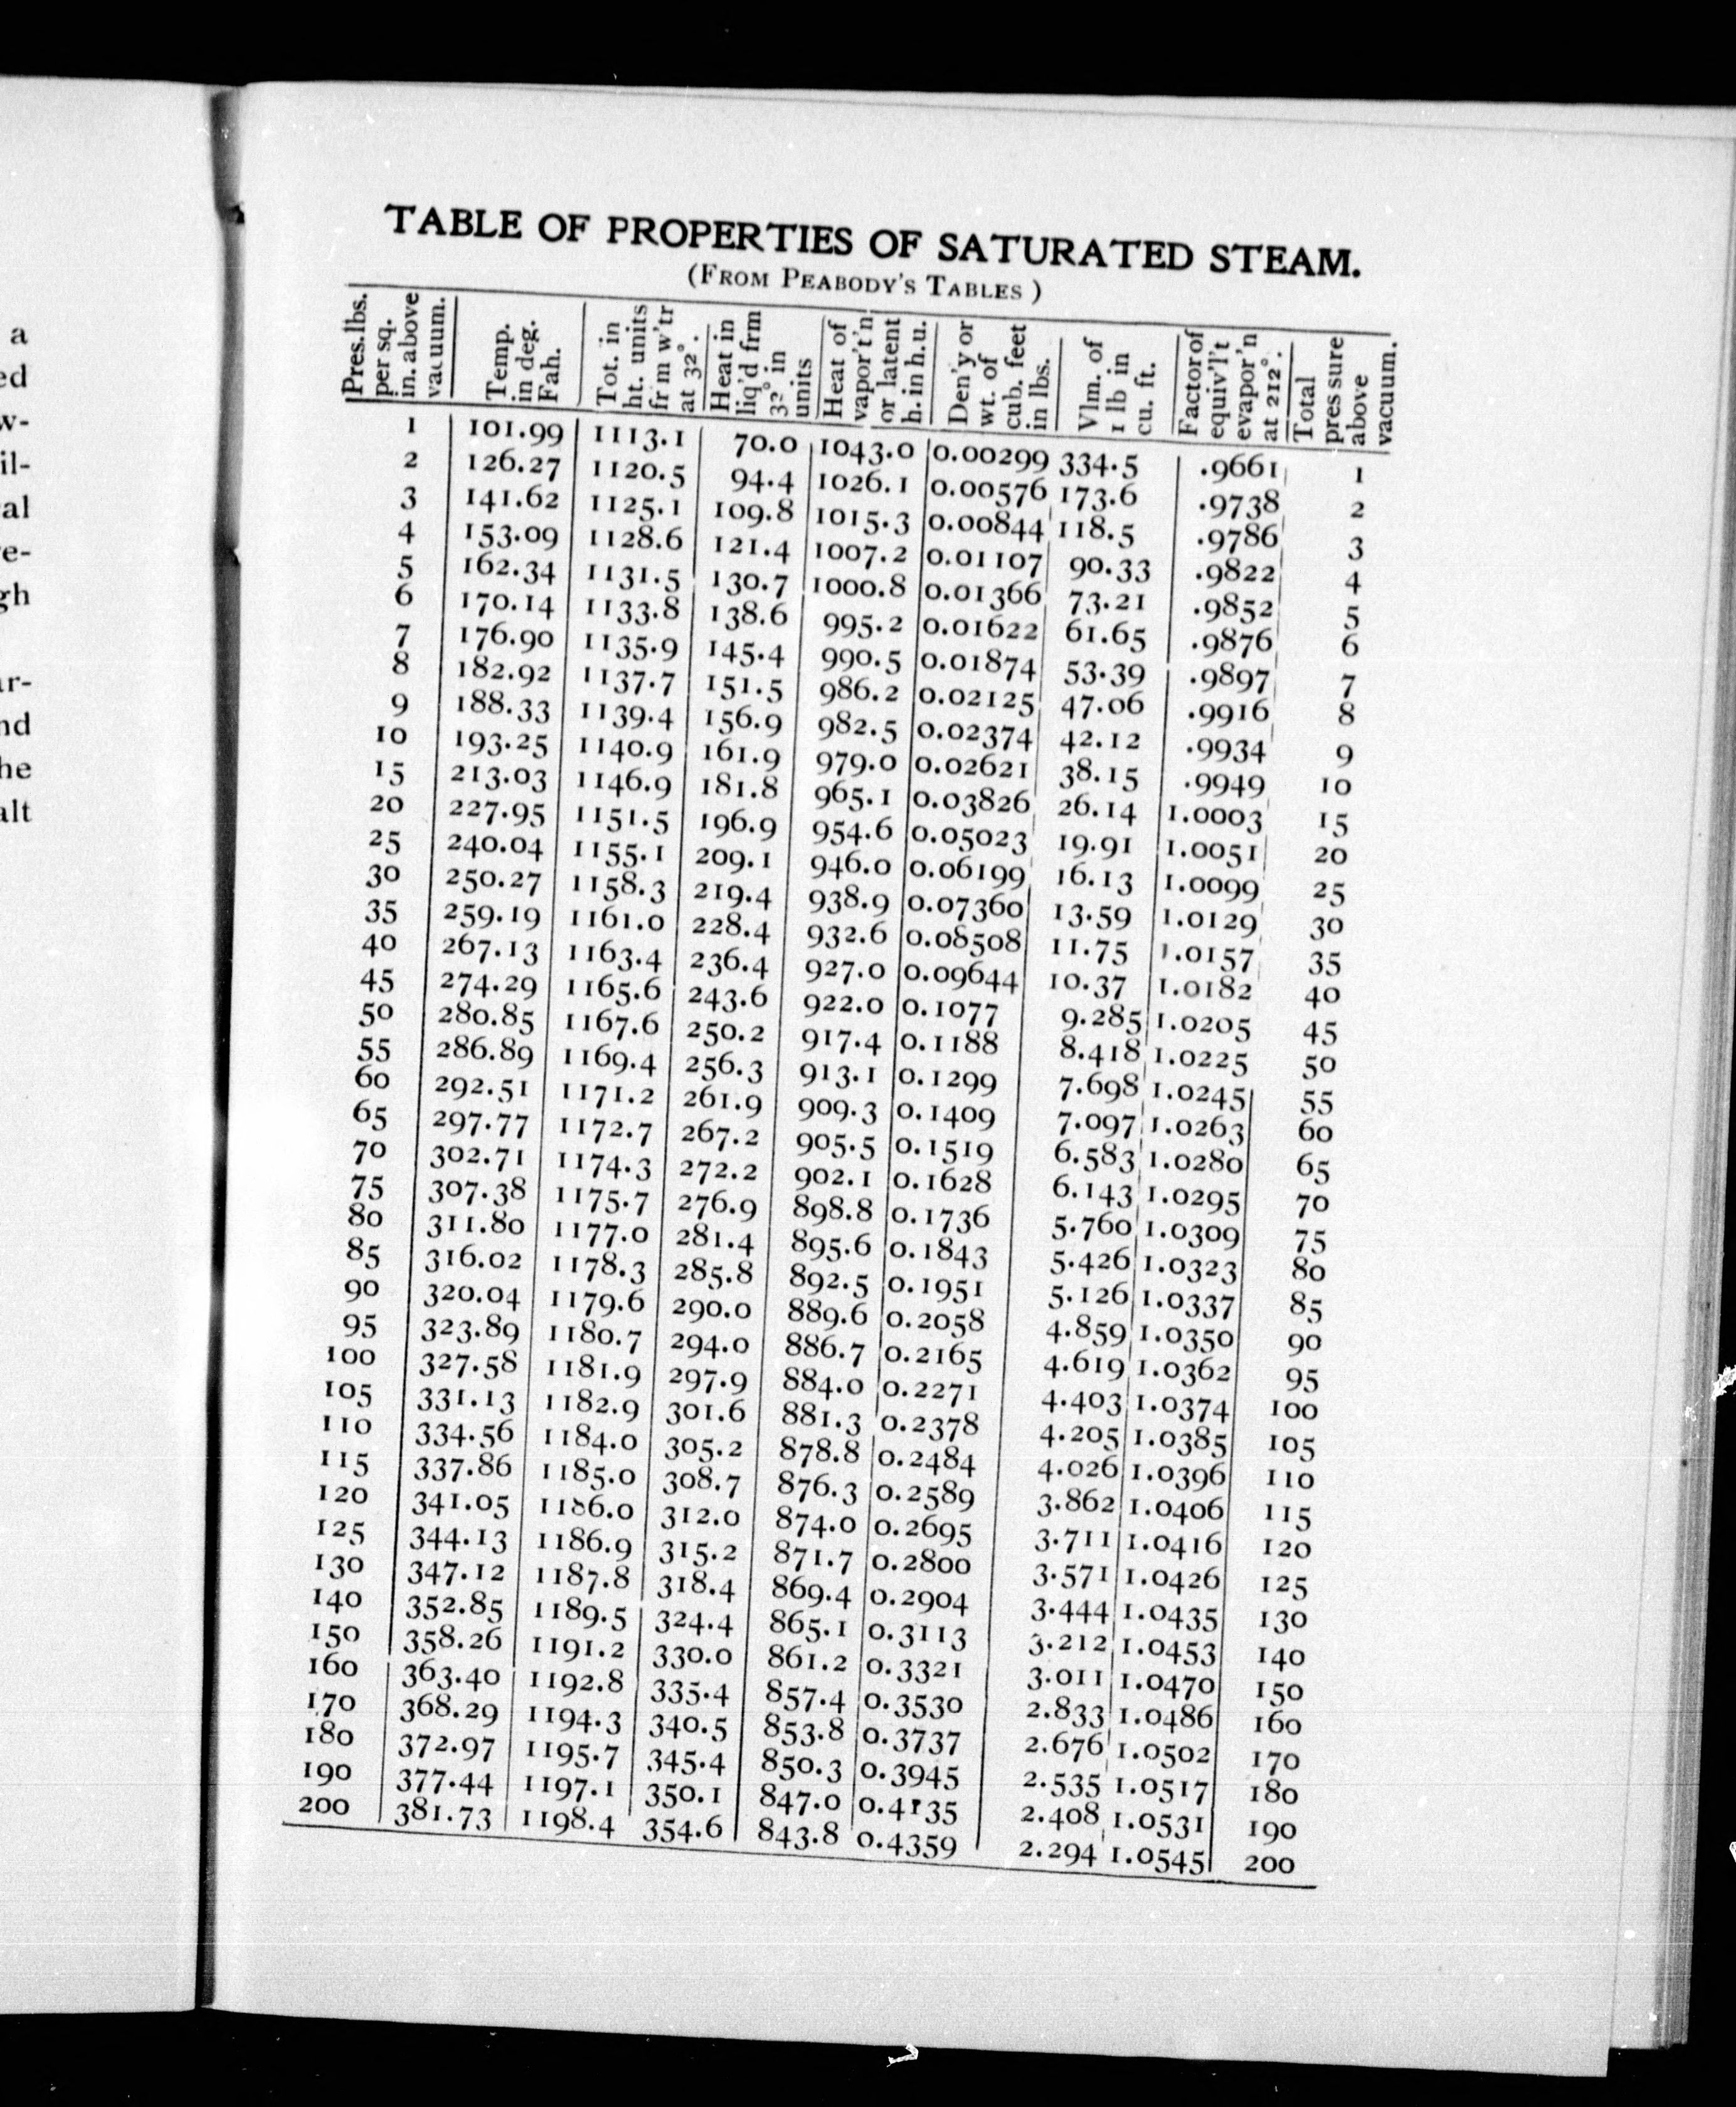 a
ed
w-
il-
al
e-
gh
ar-
nd
he
alt
TABLE OF PROPERTIES OF SATURATED STEAM.
(FROM PEABODY'S TABLES )
Pres. lbs. per sq. in. above vacuum. Temp. in deg. Fah. Tot. in ht. units fr m w'tr at 32°. Heat in liq'd frm 32° in units Heat of vapor't'n or latent h. in h.u. Den'y or wt. of cub. feet in lbs. Vlm. of 1 lb in cu. ft. Factor of equiv'l't evapor'n at 212°. Total pressure above vacuum.
1 101.99 1113.1 70.0 1043.0 0.00299 334.5 .9661 1
2 126.27 1120.5 94.4 1026.1 0.00576 173.6 .9738 2
3 141.62 1125.1 109.8 1015.3 0.00844 118.5 .9786 3
4 153.09 1128.6 121.4 1007.2 0.01107 90.33 .9822 4
5 162.34 1131.5 130.7 1000.8 0.01366 73.21 .9852 5
6 170.14 1133.8 138.6 995.2 0.01622 61.65 .9876 6
7 176.90 1135.9 145.4 990.5 0.01874 53.39 .9897 7
8 182.92 1137.7 151.5 986.2 0.02125 47.06 .9916 8
9 188.33 1139.4 156.9 982.5 0.02374 42.12 .9934 9
10 193.25 1140.9 161.9 979.0 0.02621 38.15 .9949 10
15 213.03 1146.9 181.8 965.1 0.03826 26.14 1.0003 15
20 227.95 1151.5 196.9 954.6 0.05023 19.91 1.0051 20
25 240.04 1155.1 209.1 946.0 0.06199 16.13 1.0099 25
30 250.27 1158.3 219.4 938.9 0.07360 13.59 1.0129 30
35 259.19 1161.0 228.4 932.6 0.08508 11.75 1.0157 35
40 267.13 1163.4 236.4 927.0 0.09644 10.37 1.0182 40
45 274.29 1165.6 243.6 922.0 0.1077 9.285 1.0205 45
50 280.85 1167.6 250.2 917.4 0.1188 8.418 1.0225 50
55 286.89 1169.4 256.3 913.1 0.1299 7.698 1.0245 55
60 292.51 1171.2 261.9 909.3 0.1409 7.097 1.0263 60
65 297.77 1172.7 267.2 905.5 0.1519 6.583 1.0280 65
70 302.71 1174.3 272.2 902.1 0.1628 6.143 1.0295 70
75 307.38 1175.7 276.9 898.8 0.1736 5.760 1.0309 75
80 311.80 1177.0 281.4 895.6 0.1843 5.426 1.0323 80
85 316.02 1178.3 285.8 892.5 0.1951 5.126 1.0337 85
90 320.04 1179.6 290.0 889.6 0.2058 4.859 1.0350 90
95 323.89 1180.7 294.0 886.7 0.2165 4.619 1.0362 95
100 327.58 1181.9 297.9 884.0 0.2271 4.403 1.0374 100
105 331.13 1182.9 301.6 881.3 0.2378 4.205 1.0385 105
110 334.56 1184.0 305.2 878.8 0.2484 4.026 1.0396 110
115 337.86 1185.0 308.7 876.3 0.2589 3.862 1.0406 115
120 341.05 1186.0 312.0 874.0 0.2695 3.711 1.0416 120
125 344.13 1186.9 315.2 871.7 0.2800 3.571 1.0426 125
130 347.12 1187.8 318.4 869.4 0.2904 3.444 1.0435 130
140 352.85 1189.5 324.4 865.1 0.3113 3.212 1.0453 140
150 358.26 1191.2 330.0 861.2 0.3321 3.011 1.0470 150
160 363.40 1192.8 335.4 857.4 0.3530 2.833 1.0486 160
170 368.29 1194.3 340.5 853.8 0.3737 2.676 1.0502 170
180 372.97 1195.7 345.4 850.3 0.3945 2.535 1.0517 180
190 377.44 1197.1 350.1 847.0 0.4135 2.408 1.0531 190
200 381.73 1198.4 354.6 843.8 0.4359 2.294 1.0545 200